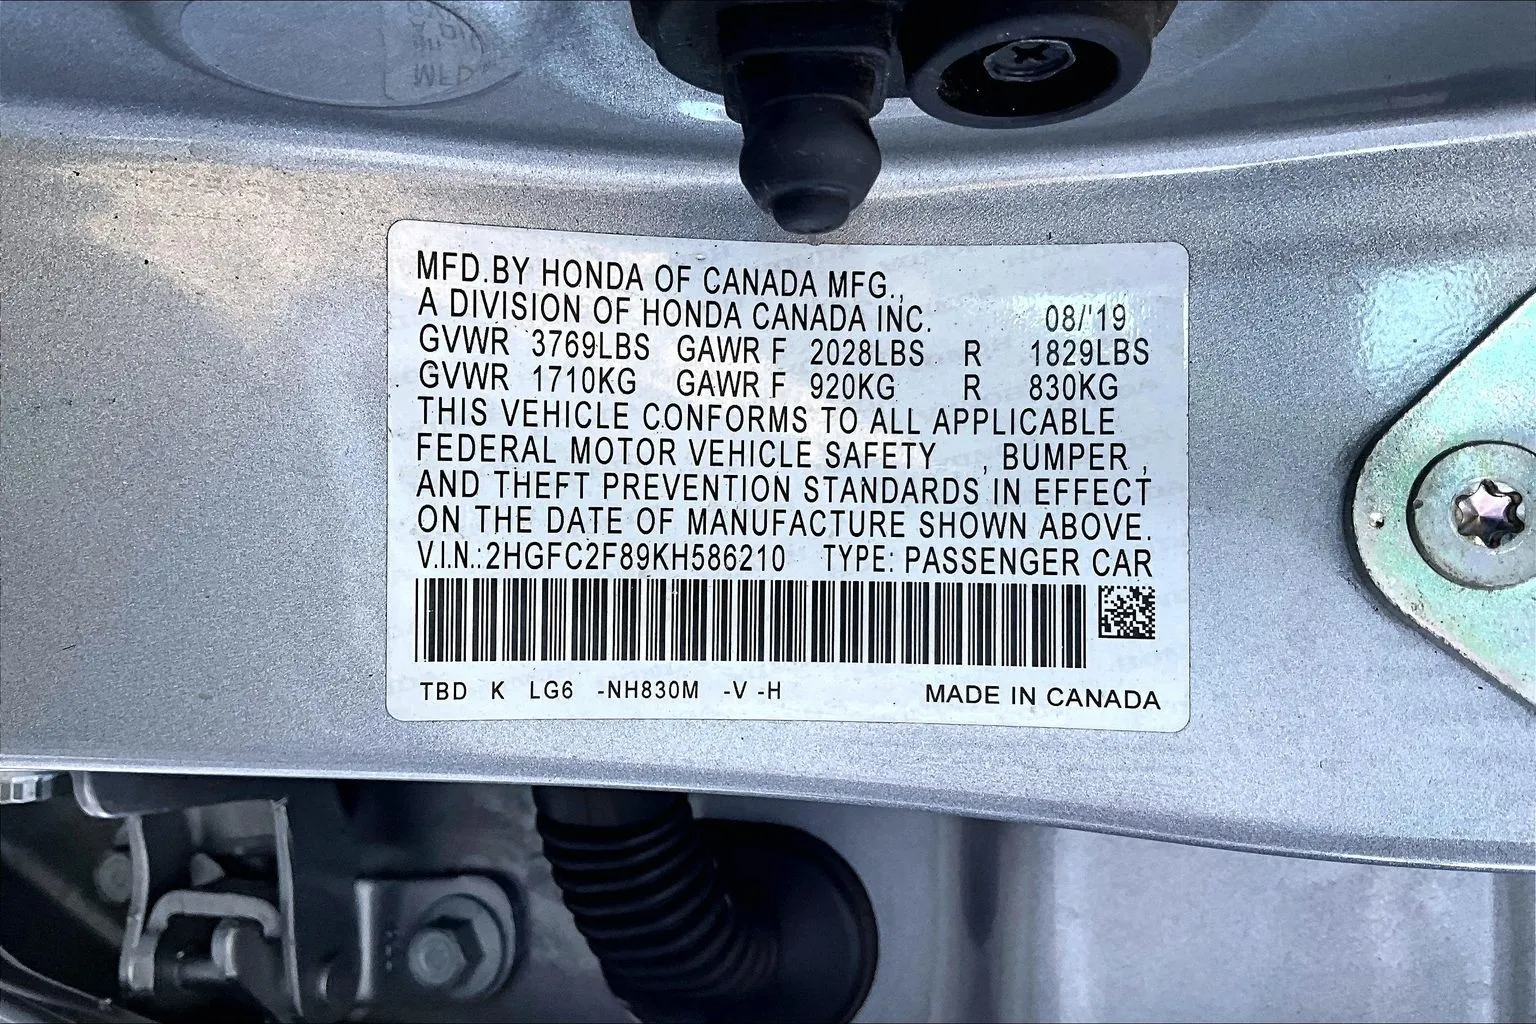 MFD.BY HONDA OF CANADA MFG.,
A DIVISION OF HONDA CANADA INC. 08/'19
GVWR 3769LBS GAWR F 2028LBS R 1829LBS
GVWR 1710KG GAWR F 920KG R 830KG
THIS VEHICLE CONFORMS TO ALL APPLICABLE
FEDERAL MOTOR VEHICLE SAFETY , BUMPER ,
AND THEFT PREVENTION STANDARDS IN EFFECT
ON THE DATE OF MANUFACTURE SHOWN ABOVE.
V.I.N.:2HGFC2F89KH586210 TYPE: PASSENGER CAR
TBD K LG6 -NH830M -V -H MADE IN CANADA